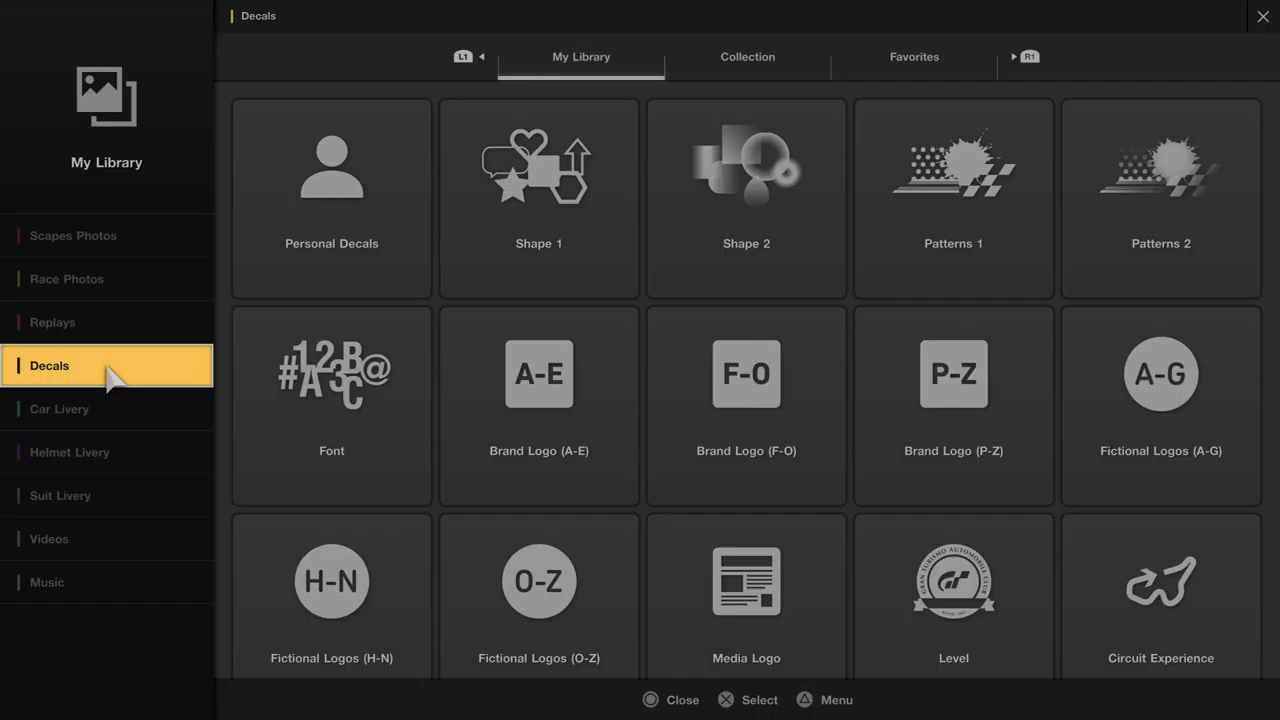 Decals
L1
My Library
Collection
Favorites
R1
My Library
Scapes Photos
Race Photos
Replays
Decals
Car Livery
Helmet Livery
Suit Livery
Videos
Music
Personal Decals
Shape 1
Shape 2
Patterns 1
Patterns 2
#123B@
AC
Font
A-E
Brand Logo (A-E)
F-O
Brand Logo (F-O)
P-Z
Brand Logo (P-Z)
A-G
Fictional Logos (A-G)
H-N
Fictional Logos (H-N)
O-Z
Fictional Logos (O-Z)
Media Logo
GRAN TURISMO AUTOMOBILE CLUB
GT
Level
Circuit Experience
Close
Select
Menu